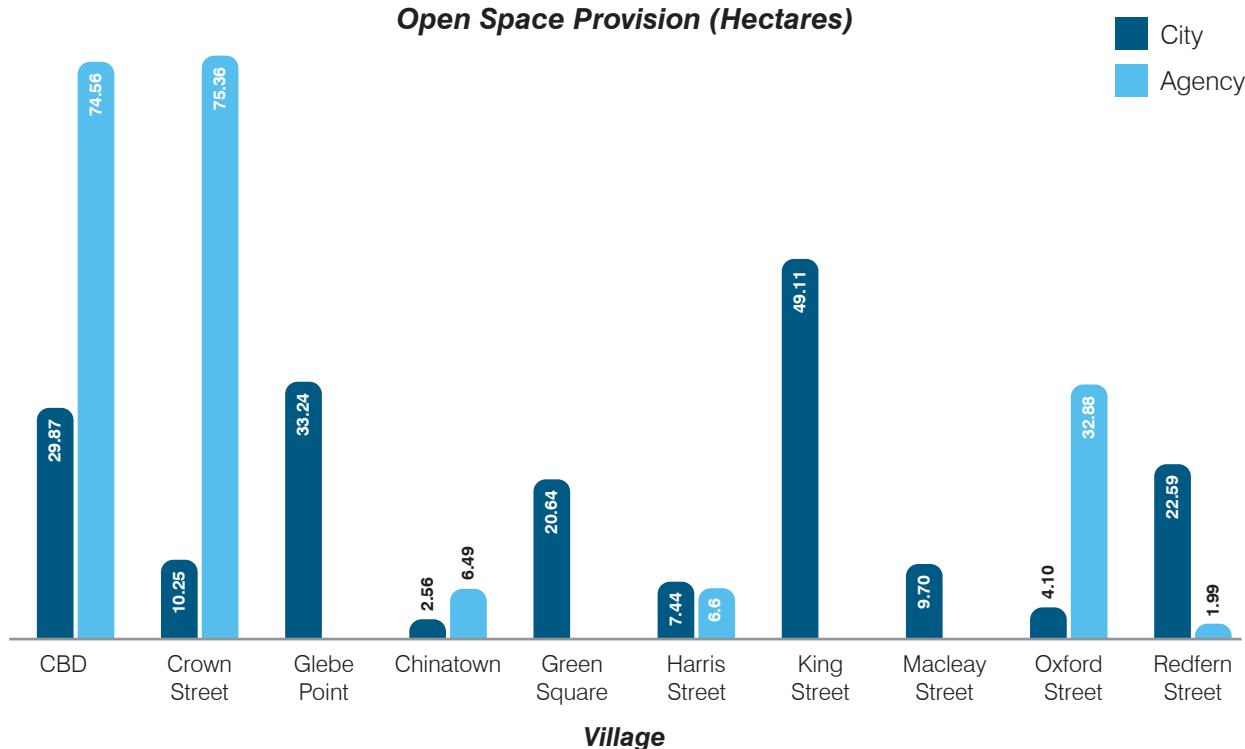 Open Space Provision (Hectares)
City
Agency
29.87
74.56
10.25
75.36
33.24
2.56
6.49
20.64
7.44
6.6
49.11
9.70
4.10
32.88
22.59
1.99
CBD
Crown
Street
Glebe
Point
Chinatown
Green
Square
Harris
Street
King
Street
Macleay
Street
Oxford
Street
Redfern
Street
Village